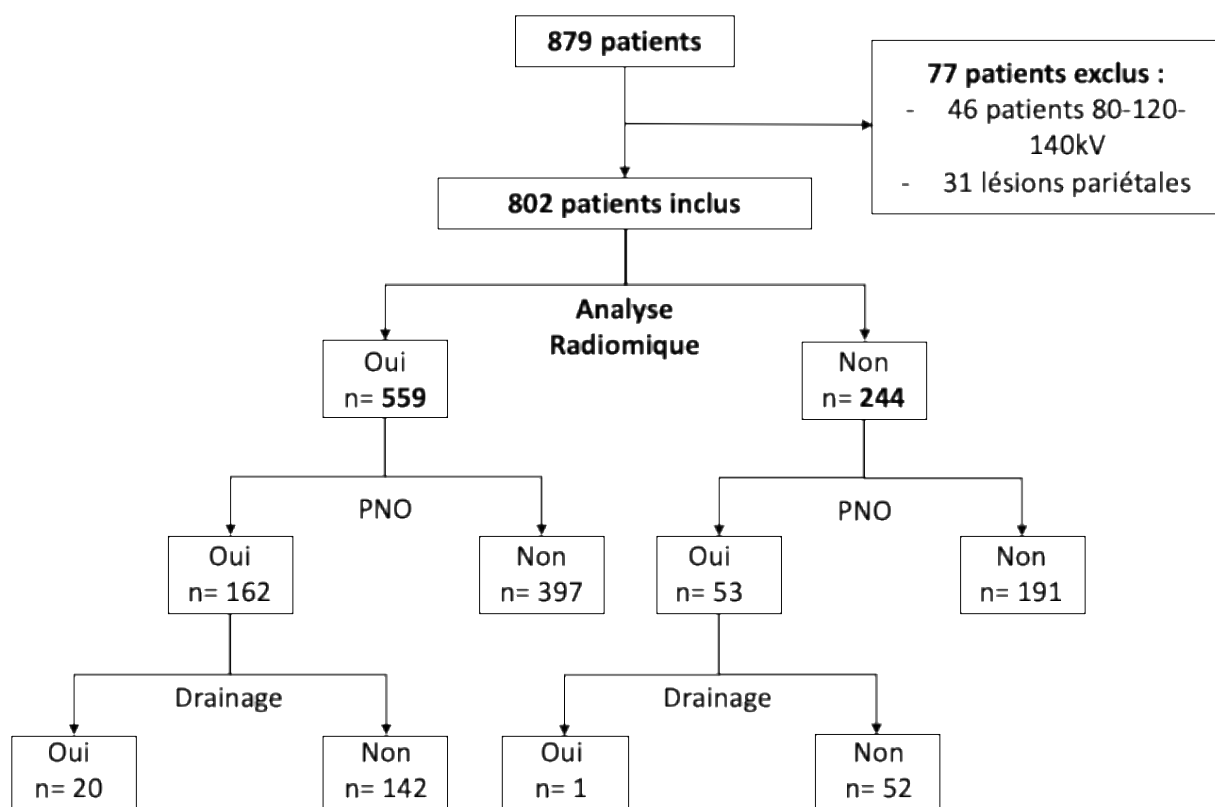 879 patients
77 patients exclus :
- 46 patients 80-120-
140kV
- 31 lésions pariétales
802 patients inclus
Analyse
Radiomique
Oui
n= 559
Non
n= 244
PNO
PNO
Oui
n= 162
Non
n= 397
Oui
n= 53
Non
n= 191
Drainage
Drainage
Oui
n= 20
Non
n= 142
Oui
n= 1
Non
n= 52